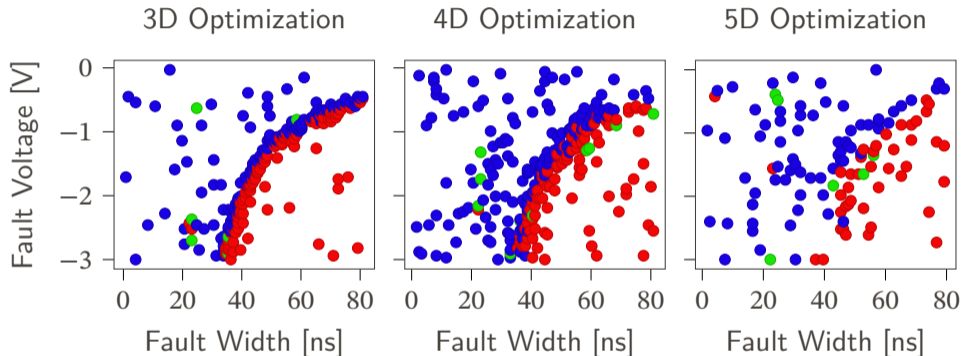 3D Optimization 4D Optimization 5D Optimization
Fault Voltage [V]
0
−1
−2
−3
0 20 40 60 80 0 20 40 60 80 0 20 40 60 80
Fault Width [ns] Fault Width [ns] Fault Width [ns]